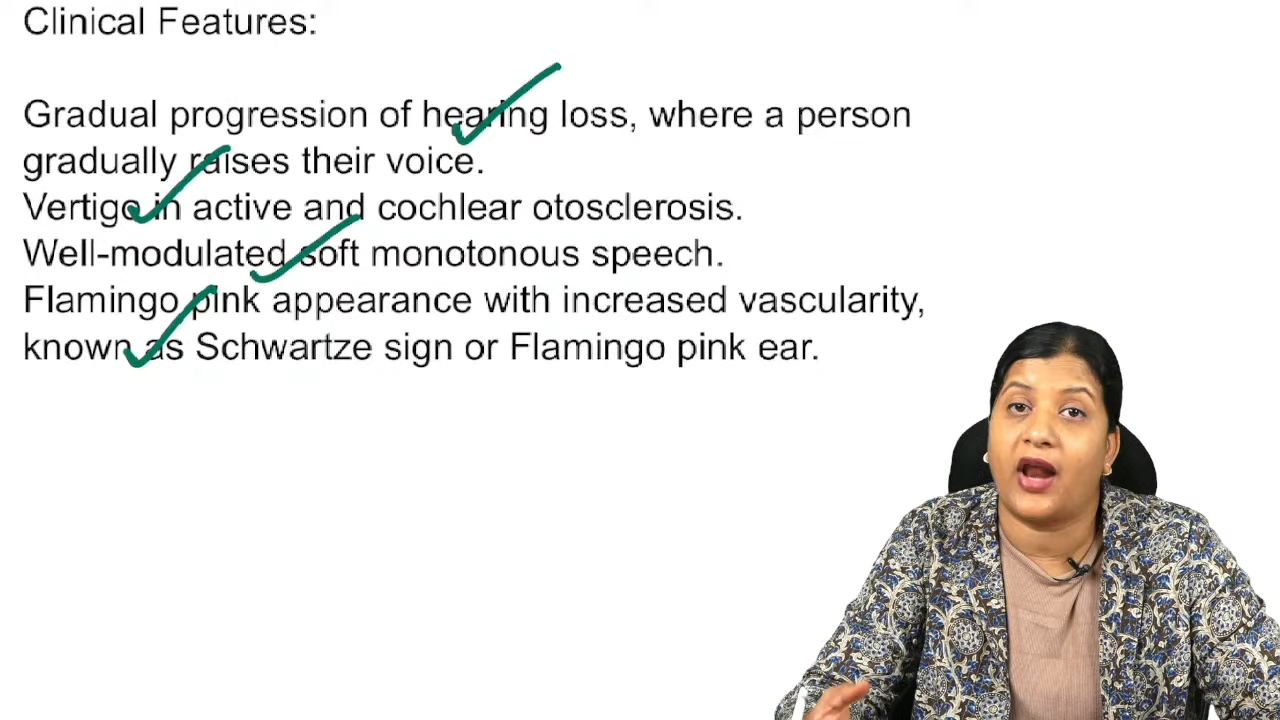 Clinical Features:
Gradual progression of hearing loss, where a person
gradually raises their voice.
Vertigo in active and cochlear otosclerosis.
Well-modulated soft monotonous speech.
Flamingo pink appearance with increased vascularity,
known as Schwartze sign or Flamingo pink ear.